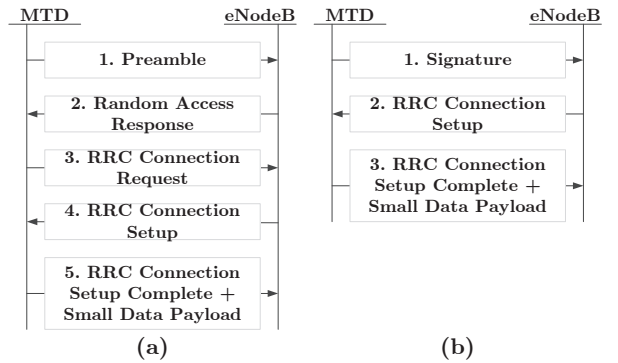 MTD eNodeB
1. Preamble
2. Random Access
Response
3. RRC Connection
Request
4. RRC Connection
Setup
5. RRC Connection
Setup Complete +
Small Data Payload
(a)
MTD eNodeB
1. Signature
2. RRC Connection
Setup
3. RRC Connection
Setup Complete +
Small Data Payload
(b)